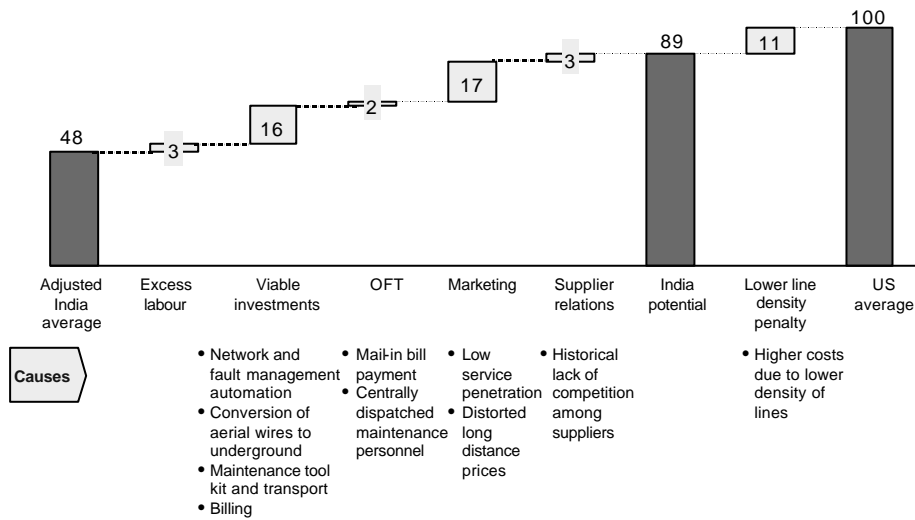 100
89
11
3
17
2
16
48
3
Adjusted
India
average
Excess
labour
Viable
investments
OFT
Marketing
Supplier
relations
India
potential
Lower line
density
penalty
US
average
Causes
• Network and
fault management
automation
• Conversion of
aerial wires to
underground
• Maintenance tool
kit and transport
• Billing
• Mail-in bill
payment
• Centrally
dispatched
maintenance
personnel
• Low
service
penetration
• Distorted
long
distance
prices
• Historical
lack of
competition
among
suppliers
• Higher costs
due to lower
density of
lines